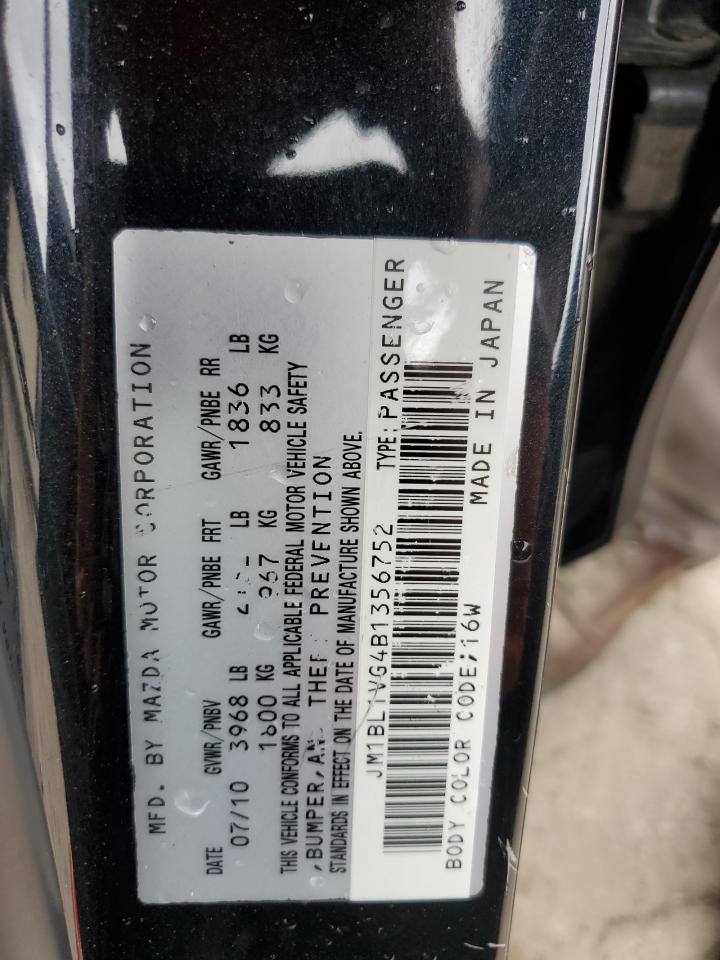 MFD. BY MAZDA MOTOR CORPORATION
DATE GVWR/PNBV GAWR/PNBE FRT GAWR/PNBE RR
07/10 3968 LB LB 1836 LB
1800 KG 967 KG 833 KG
THIS VEHICLE CONFORMS TO ALL APPLICABLE FEDERAL MOTOR VEHICLE SAFETY
,BUMPER, AND THEFT PREVENTION
STANDARDS IN EFFECT ON THE DATE OF MANUFACTURE SHOWN ABOVE.
JM1BL1VG4B1356752 TYPE:PASSENGER
BODY COLOR CODE;16W MADE IN JAPAN